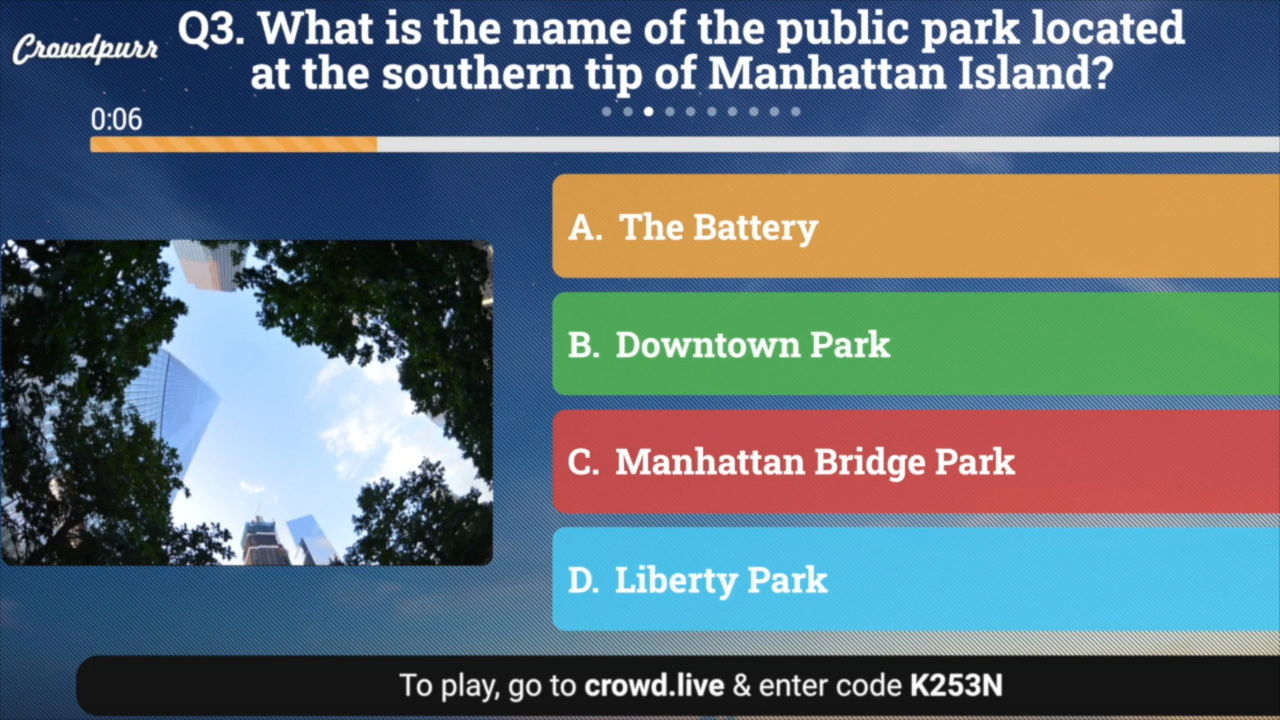 Crowdpurr
Q3. What is the name of the public park located
at the southern tip of Manhattan Island?
0:06
A. The Battery
B. Downtown Park
C. Manhattan Bridge Park
D. Liberty Park
To play, go to crowd.live & enter code K253N